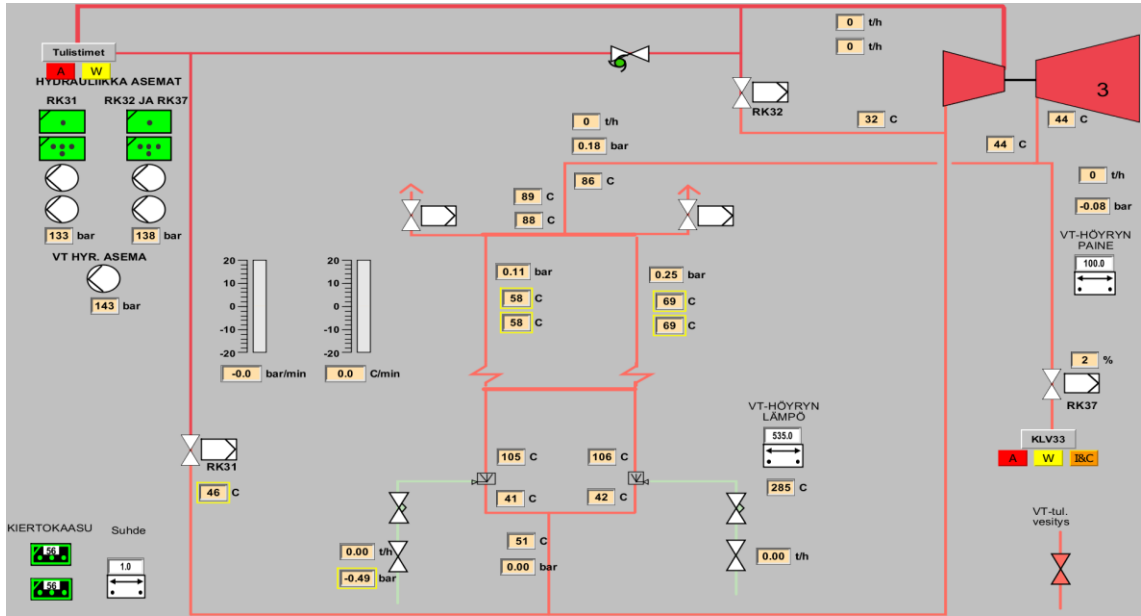 Tulistimet
A W
HYDRAULIIKKA ASEMAT
RK31 RK32 JA RK37
133 bar 138 bar
VT HYR. ASEMA
143 bar
0 t/h
0 t/h
3
RK32
32 C
44 C
44 C
0 t/h
0.18 bar
86 C
89 C
88 C
0 t/h
-0.08 bar
VT-HÖYRYN
PAINE
100.0
20
10
0
-10
-20
-0.0 bar/min
20
10
0
-10
-20
0.0 C/min
0.11 bar
58 C
58 C
0.25 bar
69 C
69 C
2 %
RK37
KLV33
A W I&C
VT-HÖYRYN
LÄMPÖ
535.0
285 C
RK31
46 C
105 C
106 C
41 C
42 C
51 C
0.00 bar
0.00 t/h
-0.49 bar
0.00 t/h
VT-tul.
vesitys
KIERTOKAASU
56
56
Suhde
1.0